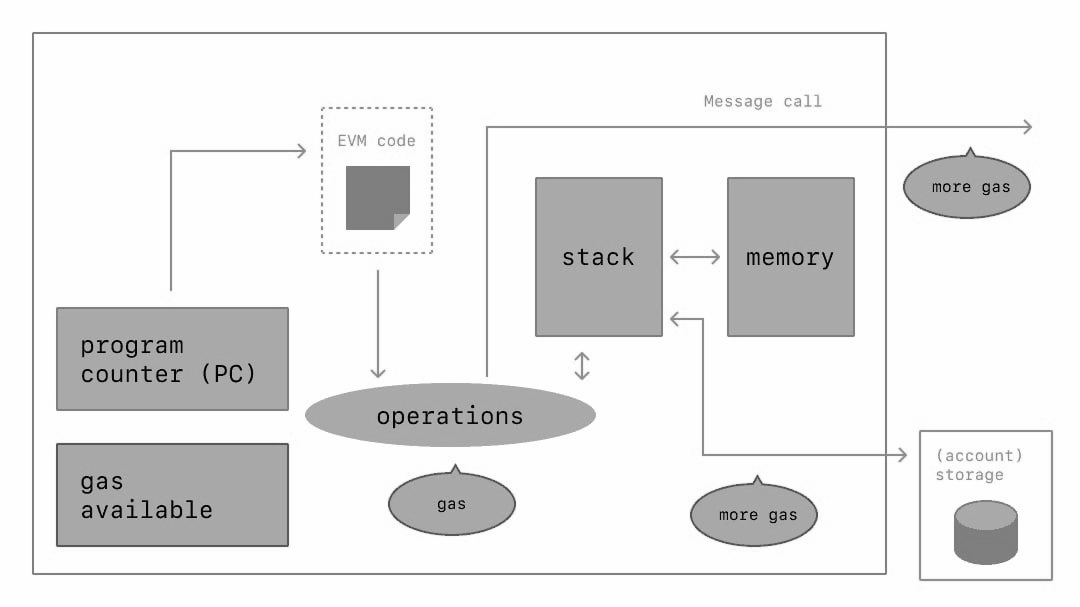 Message call
EVM code
more gas
stack
memory
program
counter (PC)
operations
(account)
storage
gas
available
gas
more gas